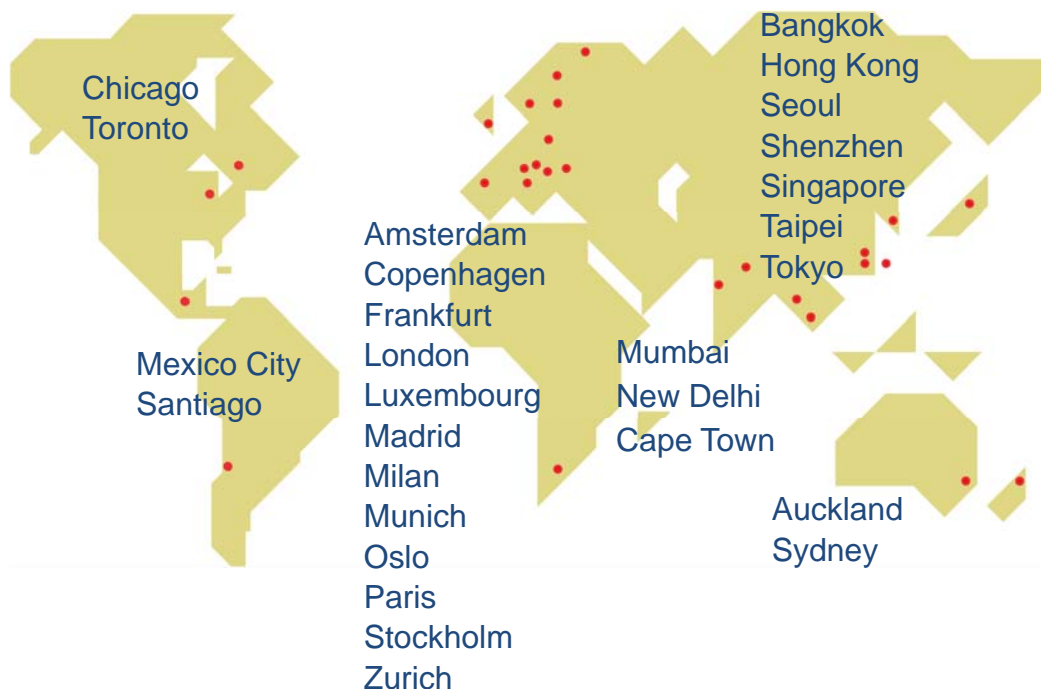 Chicago
Toronto
Mexico City
Santiago
Amsterdam
Copenhagen
Frankfurt
London
Luxembourg
Madrid
Milan
Munich
Oslo
Paris
Stockholm
Zurich
Mumbai
New Delhi
Cape Town
Bangkok
Hong Kong
Seoul
Shenzhen
Singapore
Taipei
Tokyo
Auckland
Sydney